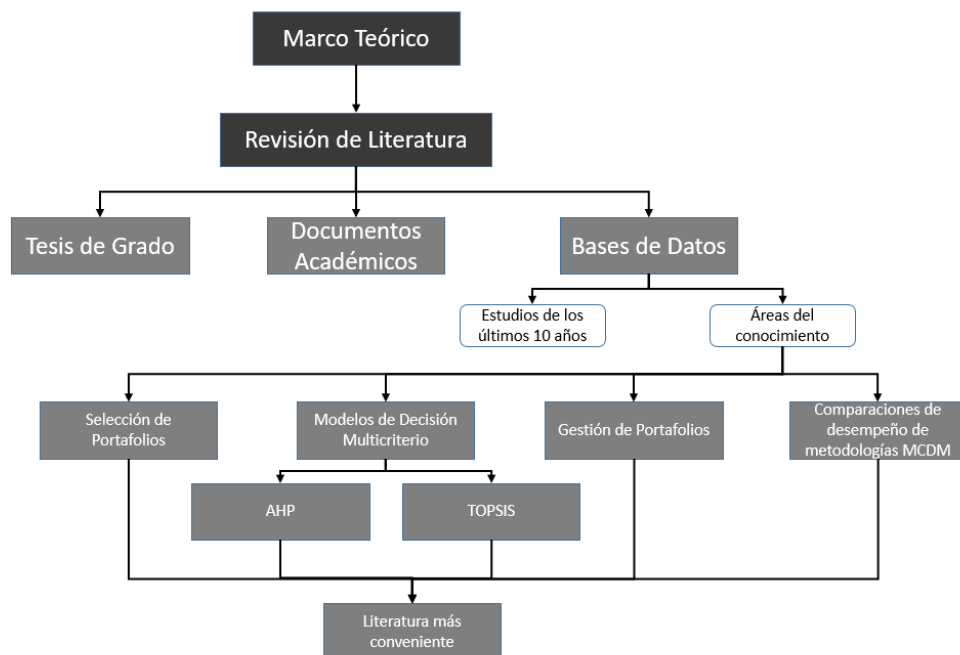 Marco Teórico
Revisión de Literatura
Tesis de Grado
Documentos
Académicos
Bases de Datos
Estudios de los
últimos 10 años
Áreas del
conocimiento
Selección de
Portafolios
Modelos de Decisión
Multicriterio
Gestión de Portafolios
Comparaciones de
desempeño de
metodologías MCDM
AHP
TOPSIS
Literatura más
conveniente